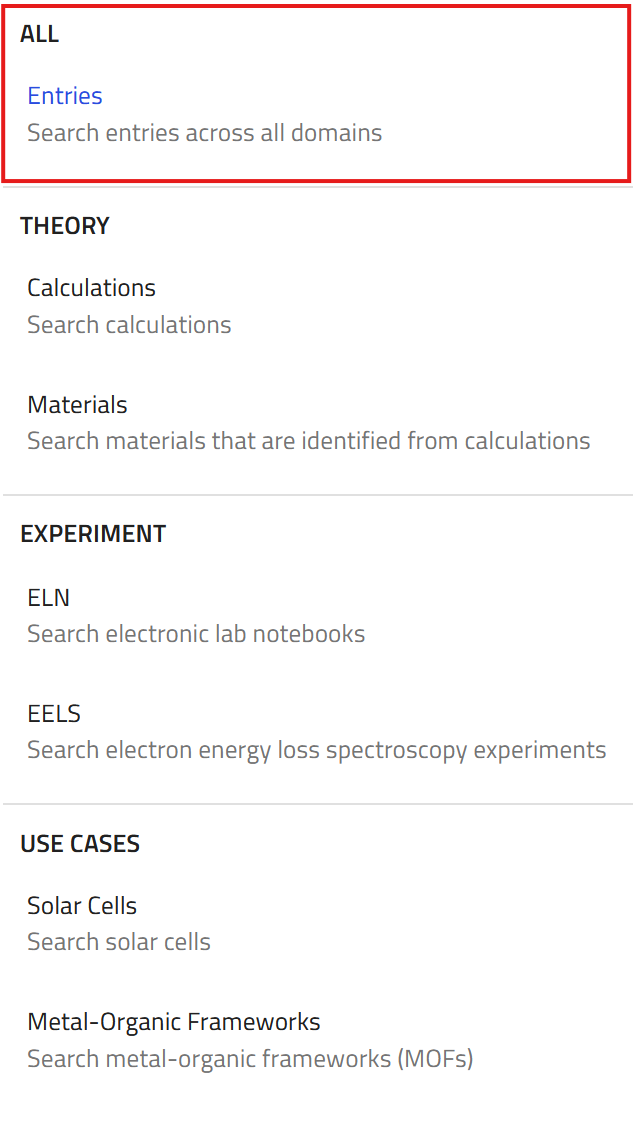 ALL
Entries
Search entries across all domains
THEORY
Calculations
Search calculations
Materials
Search materials that are identified from calculations
EXPERIMENT
ELN
Search electronic lab notebooks
EELS
Search electron energy loss spectroscopy experiments
USE CASES
Solar Cells
Search solar cells
Metal-Organic Frameworks
Search metal-organic frameworks (MOFs)